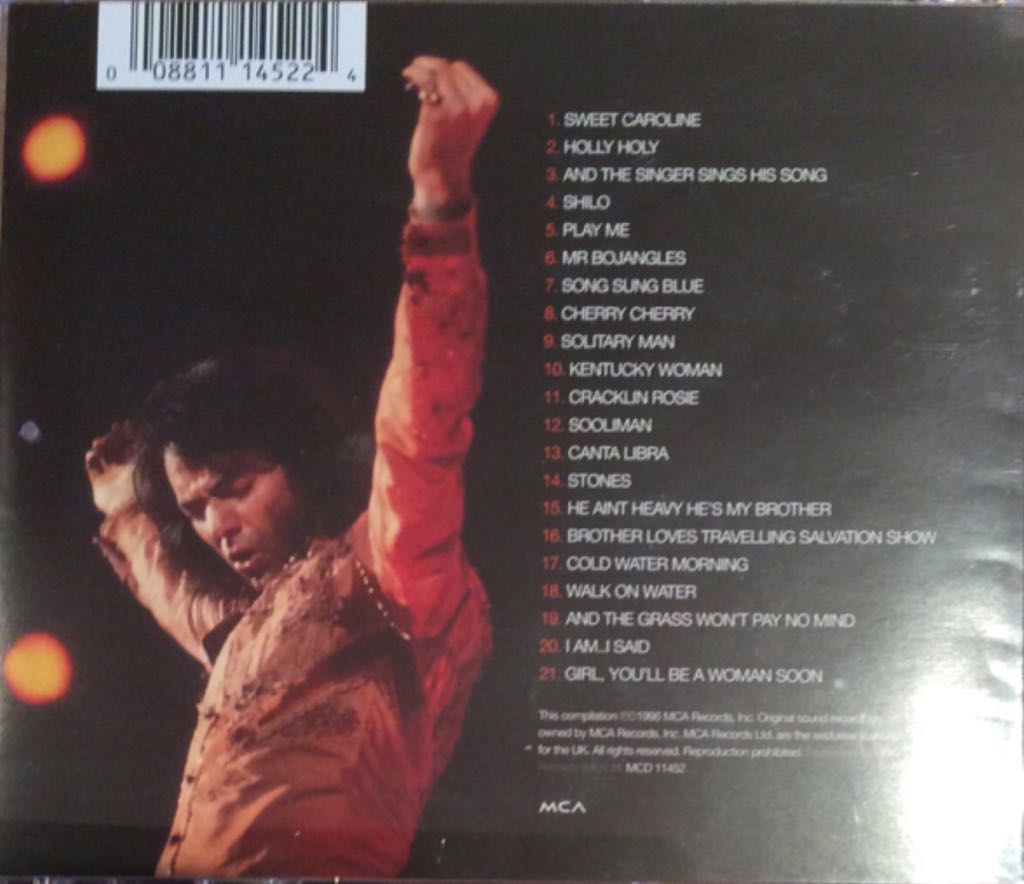 0 08811 14522 4
1. SWEET CAROLINE
2. HOLLY HOLY
3. AND THE SINGER SINGS HIS SONG
4. SHILO
5. PLAY ME
6. MR BOJANGLES
7. SONG SUNG BLUE
8. CHERRY CHERRY
9. SOLITARY MAN
10. KENTUCKY WOMAN
11. CRACKLIN ROSIE
12. SOOLIMAN
13. CANTA LIBRA
14. STONES
15. HE AINT HEAVY HE'S MY BROTHER
16. BROTHER LOVES TRAVELLING SALVATION SHOW
17. COLD WATER MORNING
18. WALK ON WATER
19. AND THE GRASS WON'T PAY NO MIND
20. I AM..I SAID
21. GIRL, YOU'LL BE A WOMAN SOON
This compilation ©1996 MCA Records, Inc. Original sound
owned by MCA Records, Inc. MCA Records Ltd. are the exclusive
for the UK. All rights reserved. Reproduction prohibited.
MCD 11452
MCA